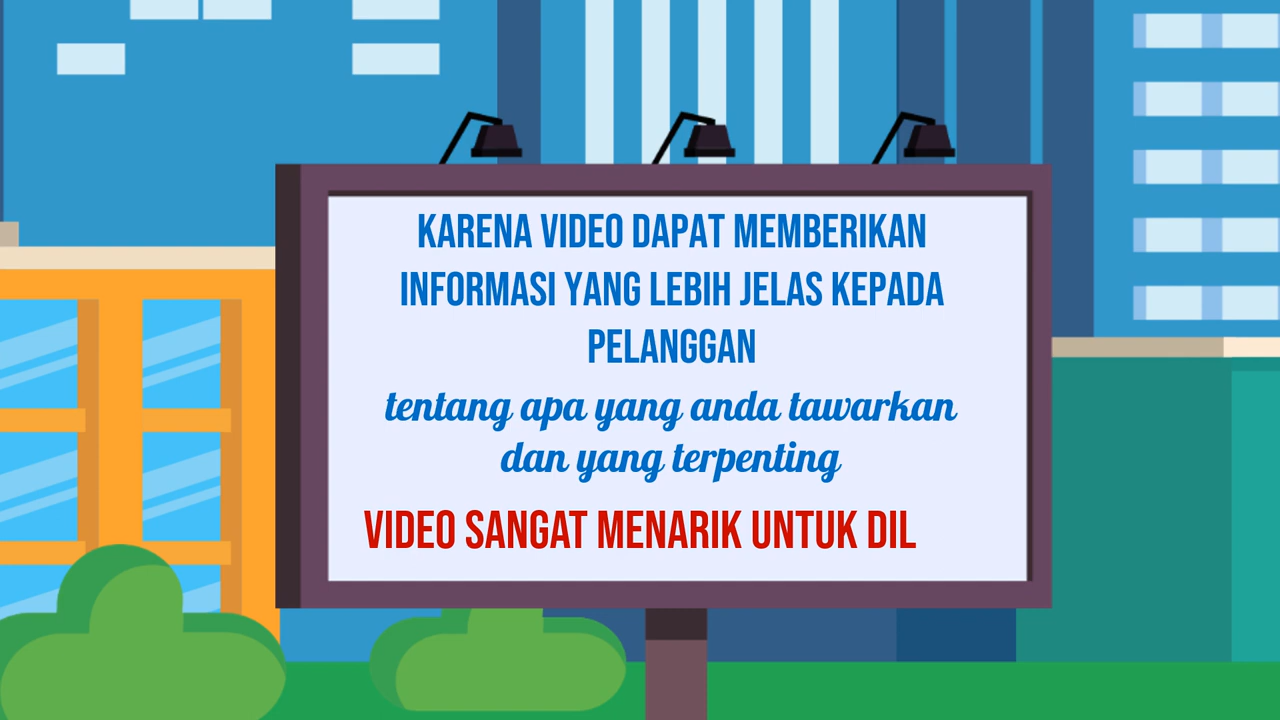 KARENA VIDEO DAPAT MEMBERIKAN
INFORMASI YANG LEBIH JELAS KEPADA
PELANGGAN
tentang apa yang anda tawarkan
dan yang terpenting
VIDEO SANGAT MENARIK UNTUK DIL